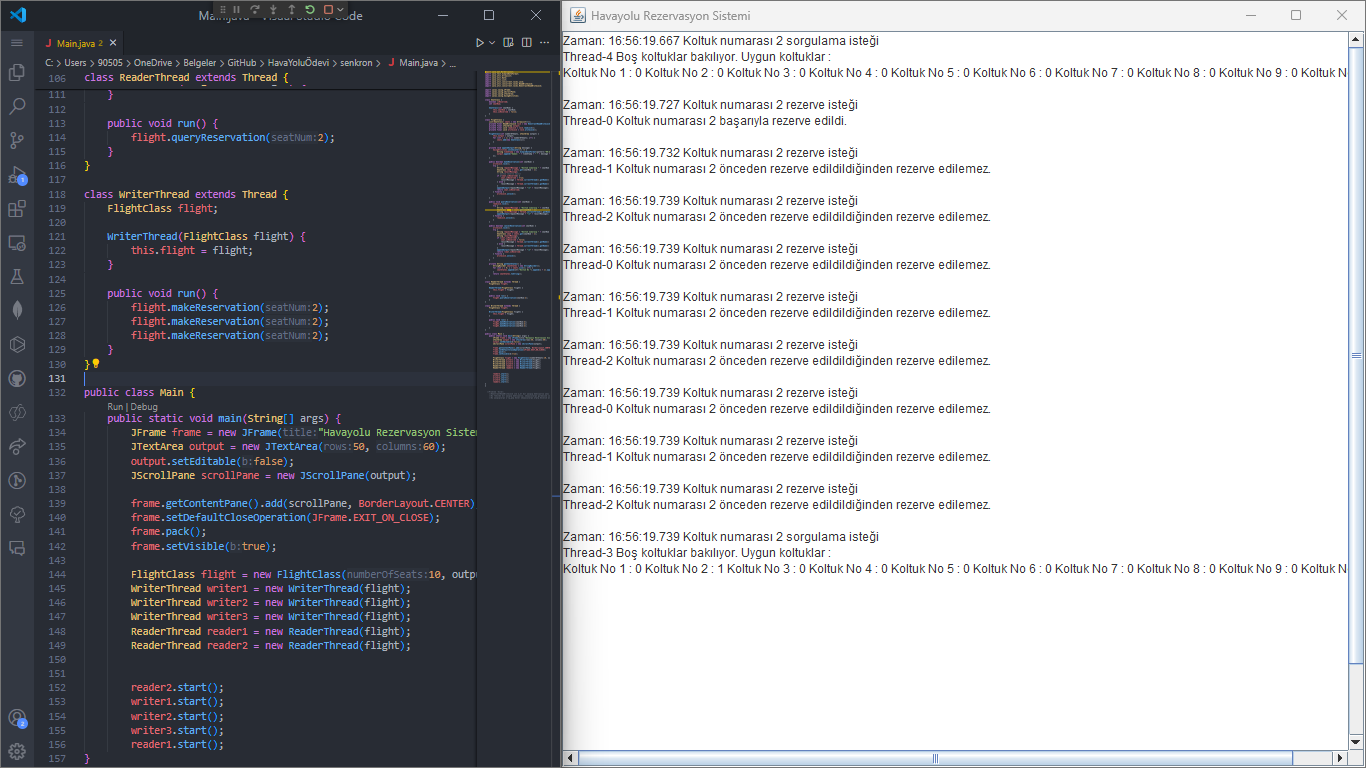 Main.java - Visual Studio Code
Main.java 2
C: > Users > 90505 > OneDrive > Belgeler > GitHub > HavaYoluÖdevi > senkron > Main.java > ...
106 class ReaderThread extends Thread {
111 }
112
113 public void run() {
114 flight.queryReservation(seatNum:2);
115 }
116 }
117
118 class WriterThread extends Thread {
119 FlightClass flight;
120
121 WriterThread(FlightClass flight) {
122 this.flight = flight;
123 }
124
125 public void run() {
126 flight.makeReservation(seatNum:2);
127 flight.makeReservation(seatNum:2);
128 flight.makeReservation(seatNum:2);
129 }
130 }
131
132 public class Main {
Run | Debug
133 public static void main(String[] args) {
134 JFrame frame = new JFrame(title:"Havayolu Rezervasyon Sistem
135 JTextArea output = new JTextArea(rows:50, columns:60);
136 output.setEditable(b:false);
137 JScrollPane scrollPane = new JScrollPane(output);
138
139 frame.getContentPane().add(scrollPane, BorderLayout.CENTER)
140 frame.setDefaultCloseOperation(JFrame.EXIT_ON_CLOSE);
141 frame.pack();
142 frame.setVisible(b:true);
143
144 FlightClass flight = new FlightClass(numberOfSeats:10, outpu
145 WriterThread writer1 = new WriterThread(flight);
146 WriterThread writer2 = new WriterThread(flight);
147 WriterThread writer3 = new WriterThread(flight);
148 ReaderThread reader1 = new ReaderThread(flight);
149 ReaderThread reader2 = new ReaderThread(flight);
150
151
152 reader2.start();
153 writer1.start();
154 writer2.start();
155 writer3.start();
156 reader1.start();
157 }
1
2
Havayolu Rezervasyon Sistemi
Zaman: 16:56:19.667 Koltuk numarası 2 sorgulama isteği
Thread-4 Boş koltuklar bakılıyor. Uygun koltuklar :
Koltuk No 1 : 0 Koltuk No 2 : 0 Koltuk No 3 : 0 Koltuk No 4 : 0 Koltuk No 5 : 0 Koltuk No 6 : 0 Koltuk No 7 : 0 Koltuk No 8 : 0 Koltuk No 9 : 0 Koltuk N
Zaman: 16:56:19.727 Koltuk numarası 2 rezerve isteği
Thread-0 Koltuk numarası 2 başarıyla rezerve edildi.
Zaman: 16:56:19.732 Koltuk numarası 2 rezerve isteği
Thread-1 Koltuk numarası 2 önceden rezerve edildildiğinden rezerve edilemez.
Zaman: 16:56:19.739 Koltuk numarası 2 rezerve isteği
Thread-2 Koltuk numarası 2 önceden rezerve edildildiğinden rezerve edilemez.
Zaman: 16:56:19.739 Koltuk numarası 2 rezerve isteği
Thread-0 Koltuk numarası 2 önceden rezerve edildildiğinden rezerve edilemez.
Zaman: 16:56:19.739 Koltuk numarası 2 rezerve isteği
Thread-1 Koltuk numarası 2 önceden rezerve edildildiğinden rezerve edilemez.
Zaman: 16:56:19.739 Koltuk numarası 2 rezerve isteği
Thread-2 Koltuk numarası 2 önceden rezerve edildildiğinden rezerve edilemez.
Zaman: 16:56:19.739 Koltuk numarası 2 rezerve isteği
Thread-0 Koltuk numarası 2 önceden rezerve edildildiğinden rezerve edilemez.
Zaman: 16:56:19.739 Koltuk numarası 2 rezerve isteği
Thread-1 Koltuk numarası 2 önceden rezerve edildildiğinden rezerve edilemez.
Zaman: 16:56:19.739 Koltuk numarası 2 rezerve isteği
Thread-2 Koltuk numarası 2 önceden rezerve edildildiğinden rezerve edilemez.
Zaman: 16:56:19.739 Koltuk numarası 2 sorgulama isteği
Thread-3 Boş koltuklar bakılıyor. Uygun koltuklar :
Koltuk No 1 : 0 Koltuk No 2 : 1 Koltuk No 3 : 0 Koltuk No 4 : 0 Koltuk No 5 : 0 Koltuk No 6 : 0 Koltuk No 7 : 0 Koltuk No 8 : 0 Koltuk No 9 : 0 Koltuk N